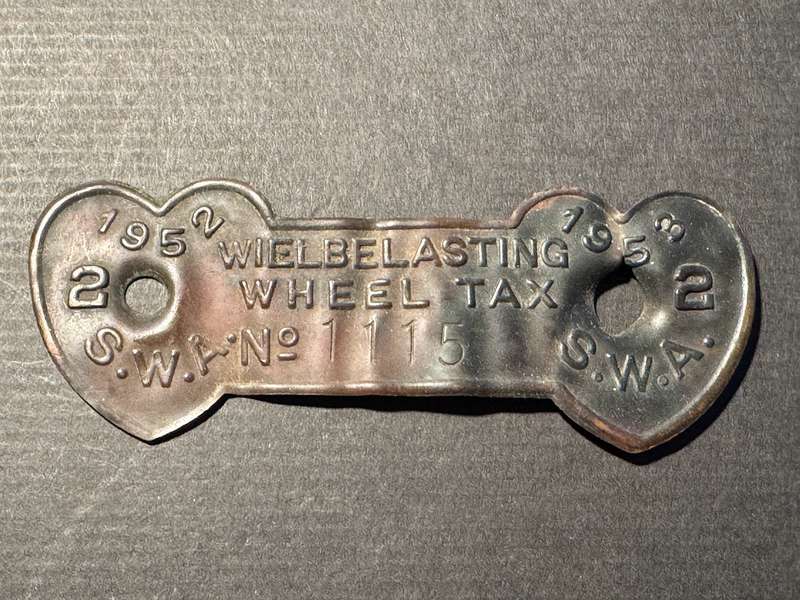 1952
2
S.W.A.
WIELBELASTING
WHEEL TAX
No 1115
1953
2
S.W.A.